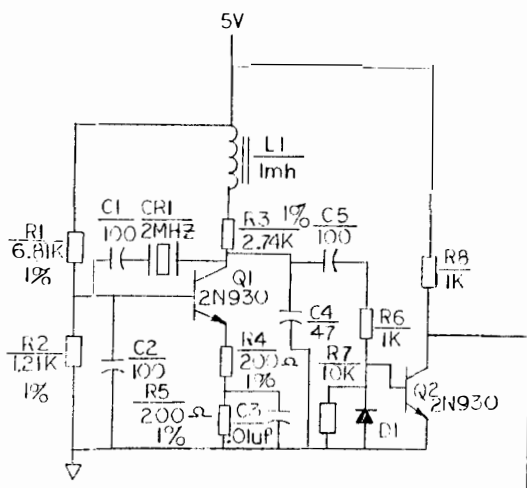 5V
L1
1mh
R1
6.81K
1%
C1
100
CR1
2MHZ
R3 1%
2.74K
C5
100
R8
1K
Q1
2N930
C4
47
R6
1K
R2
1.21K
1%
C2
100
R4
200Ω
1%
R7
10K
R5
200Ω
1%
C3
.01uf
D1
Q2
2N930